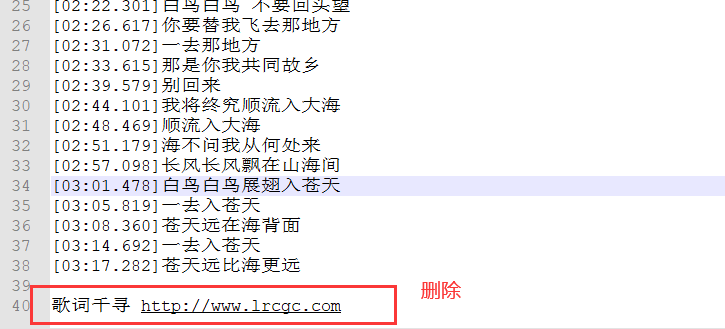 25 [02:22.301]白鸟白鸟 不要回头望
26 [02:26.617]你要替我飞去那地方
27 [02:31.072]一去那地方
28 [02:33.615]那是你我共同故乡
29 [02:39.579]别回来
30 [02:44.101]我将终究顺流入大海
31 [02:48.469]顺流入大海
32 [02:51.179]海不问我从何处来
33 [02:57.098]长风长风飘在山海间
34 [03:01.478]白鸟白鸟展翅入苍天
35 [03:05.819]一去入苍天
36 [03:08.360]苍天远在海背面
37 [03:14.692]一去入苍天
38 [03:17.282]苍天远比海更远
39
40 歌词千寻 http://www.lrcgc.com
删除